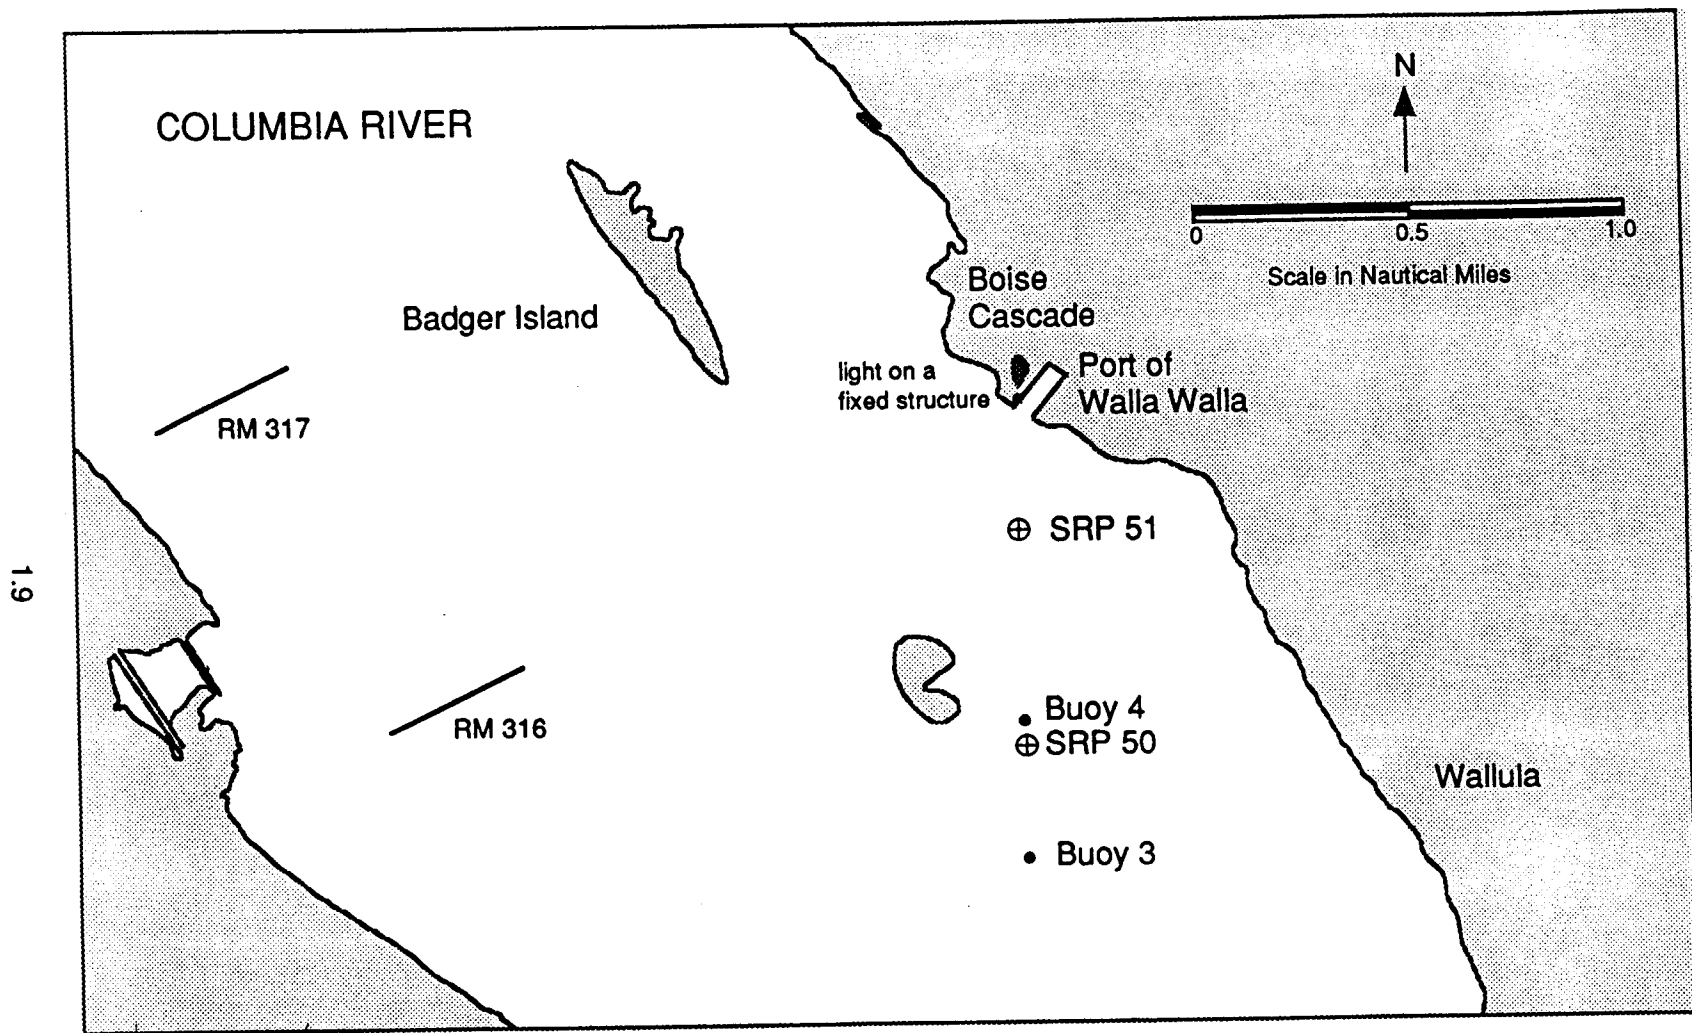 COLUMBIA RIVER
N
0 0.5 1.0
Scale in Nautical Miles
Boise
Cascade
Badger Island
light on a
fixed structure
Port of
Walla Walla
RM 317
SRP 51
1.9
Buoy 4
SRP 50
RM 316
Wallula
Buoy 3